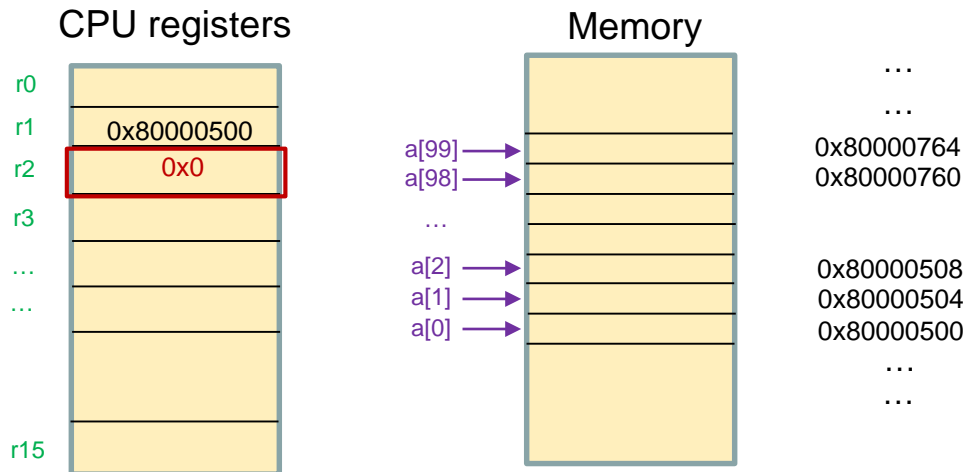 CPU registers
r0
r1
0x80000500
r2
0x0
r3
…
…
r15
Memory
a[99]
a[98]
…
a[2]
a[1]
a[0]
…
…
0x80000764
0x80000760
0x80000508
0x80000504
0x80000500
…
…